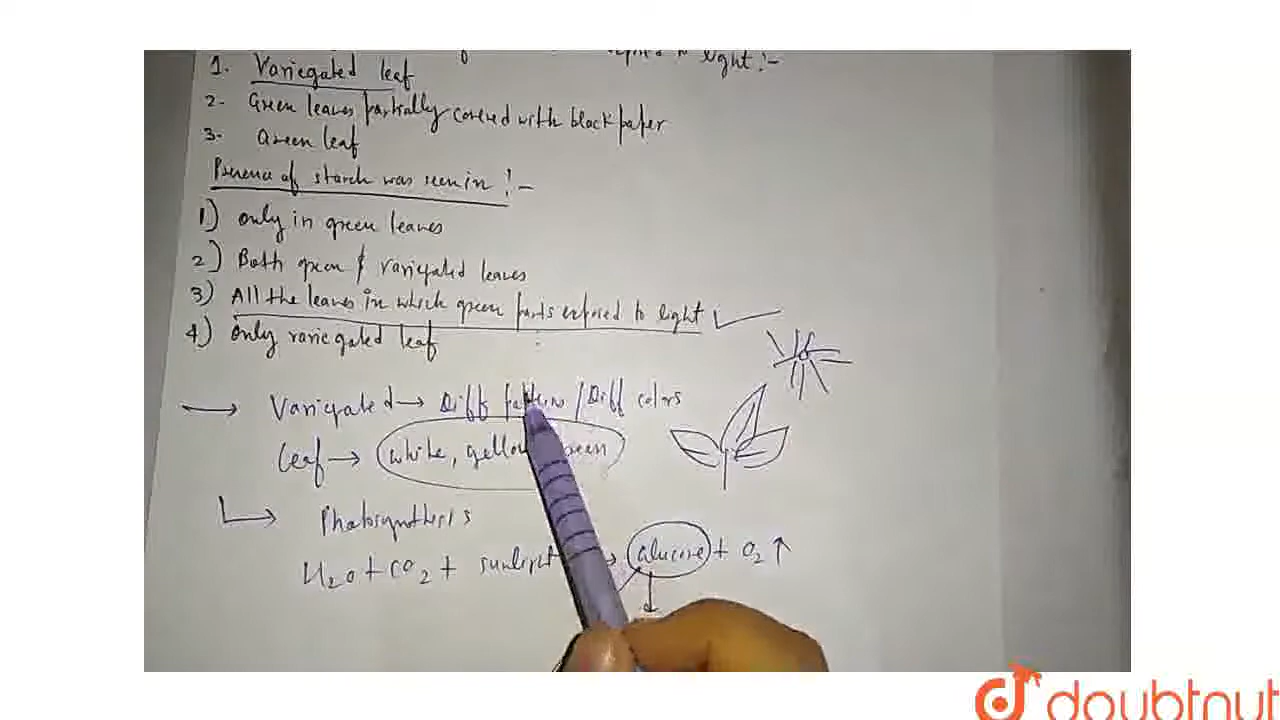 to light :-
1. Variegated leaf
2- Green leaves partially covered with black paper
3- Green leaf
Presence of starch was seen in :-
1) only in green leaves
2) Both green & variegated leaves
3) All the leaves in which green parts exposed to light
4) only variegated leaf
Variegated → Diff pattern / Diff colors
Leaf → white, yellow, green
Photosynthesis
H2O + CO2 + sunlight → Glucose + O2 ↑
doubtnut